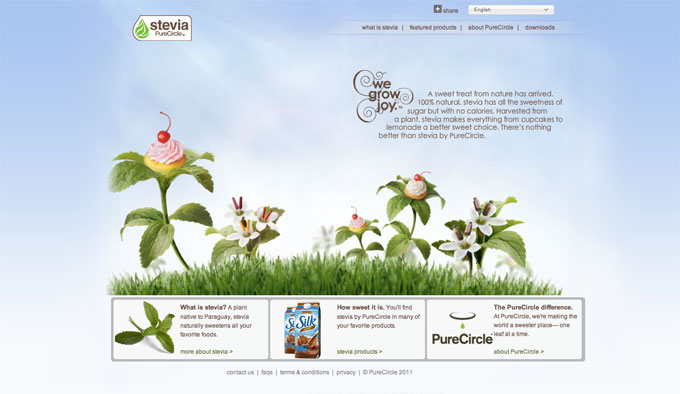 stevia
PureCircle™
share
English
what is stevia | featured products | about PureCircle | downloads
we
grow
joy.™
A sweet treat from nature has arrived.
100% natural, stevia has all the sweetness of
sugar but with no calories. Harvested from
a plant, stevia makes everything from cupcakes to
lemonade a better sweet choice. There's nothing
better than stevia by PureCircle.
What is stevia? A plant
native to Paraguay, stevia
naturally sweetens all your
favorite foods.
more about stevia >
Silk
How sweet it is. You'll find
stevia by PureCircle in many of
your favorite products.
stevia products >
PureCircle™
The PureCircle difference.
At PureCircle, we're making the
world a sweeter place— one
leaf at a time.
about PureCircle >
contact us | faqs | terms & conditions | privacy | © PureCircle 2011